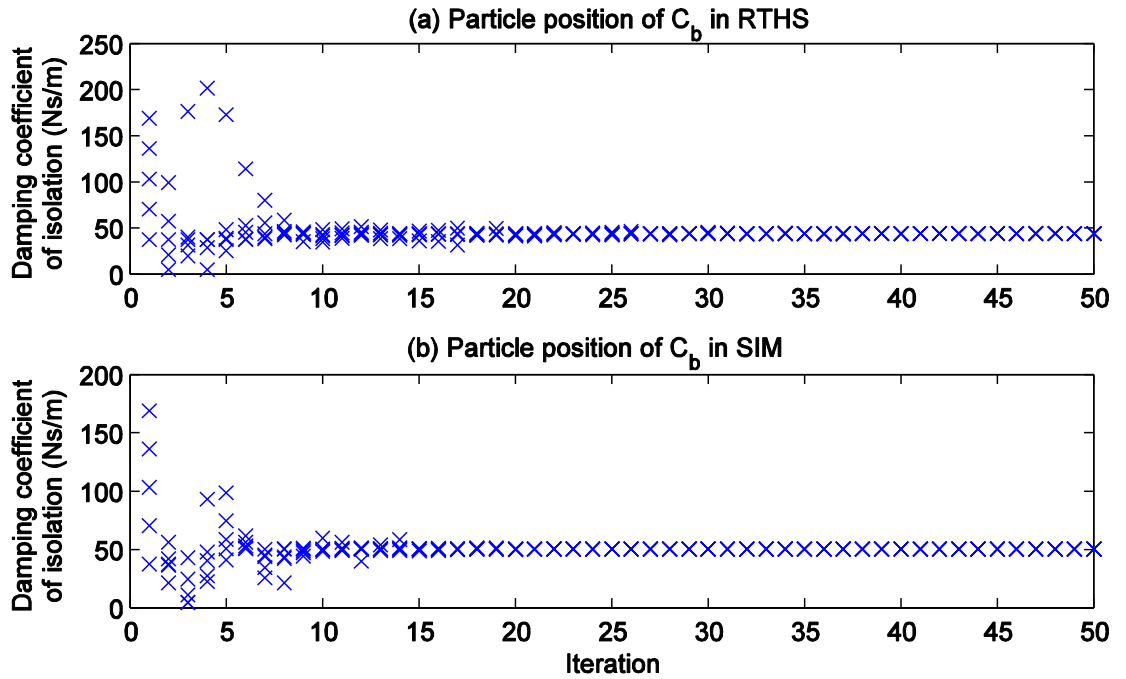 (a) Particle position of C_b in RTHS
Damping coefficient
of isolation (Ns/m)
250
200
150
100
50
0
0 5 10 15 20 25 30 35 40 45 50
(b) Particle position of C_b in SIM
Damping coefficient
of isolation (Ns/m)
200
150
100
50
0
0 5 10 15 20 25 30 35 40 45 50
Iteration